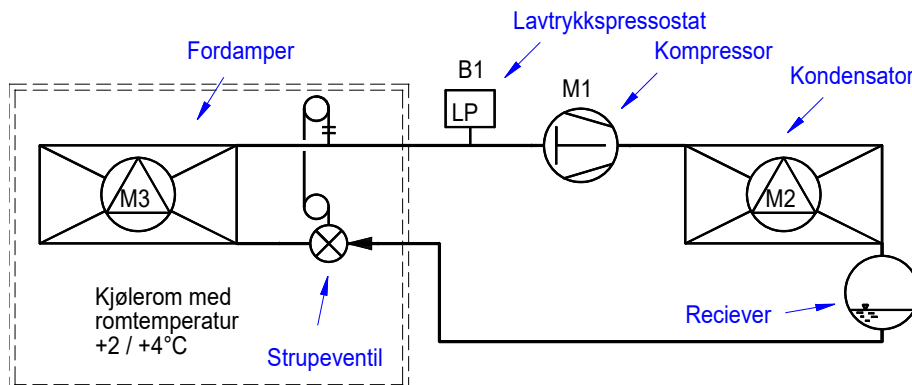 Lavtrykkspressostat
Fordamper
Kompressor
B1
Kondensator
LP
M1
M3
M2
Kjølerom med
romtemperatur
+2 / +4°C
Strupeventil
Reciever